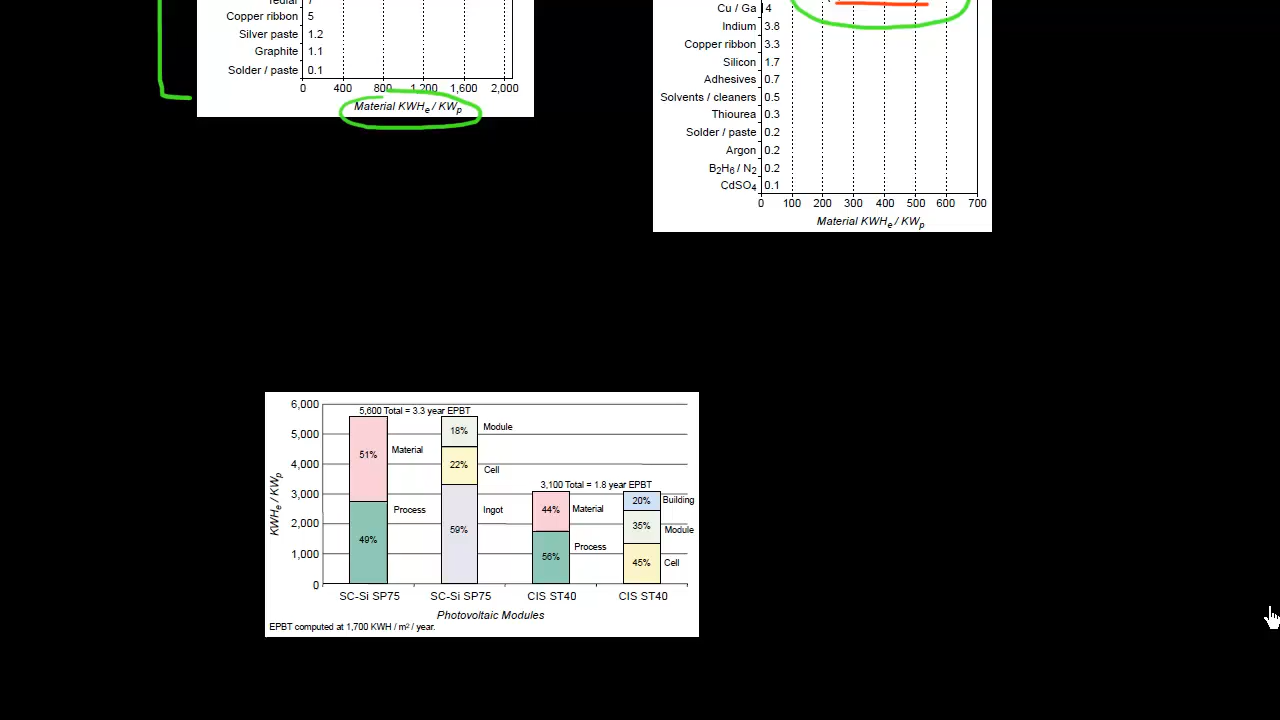 Copper ribbon 5
Silver paste 1.2
Graphite 1.1
Solder / paste 0.1
0 400 800 1,200 1,600 2,000
Material KWHe / KWp
Cu / Ga 4
Indium 3.8
Copper ribbon 3.3
Silicon 1.7
Adhesives 0.7
Solvents / cleaners 0.5
Thiourea 0.3
Solder / paste 0.2
Argon 0.2
B2H6 / N2 0.2
CdSO4 0.1
0 100 200 300 400 500 600 700
Material KWHe / KWp
KWHe / KWp
6,000
5,000
4,000
3,000
2,000
1,000
0
5,600 Total = 3.3 year EPBT
51% Material
49% Process
18% Module
22% Cell
59% Ingot
3,100 Total = 1.8 year EPBT
44% Material
56% Process
20% Building
35% Module
45% Cell
SC-Si SP75 SC-Si SP75 CIS ST40 CIS ST40
Photovoltaic Modules
EPBT computed at 1,700 KWH / m² / year.